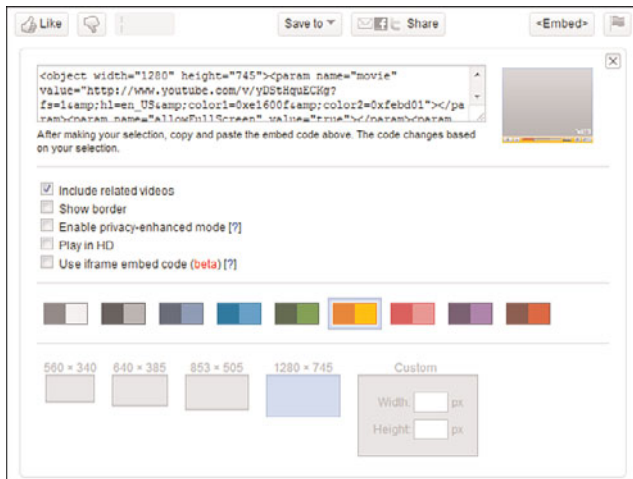 Like
Save to
Share
<Embed>
<object width="1280" height="745"><param name="movie"
value="http://www.youtube.com/v/yDStHquECKg?
fs=1&amp;hl=en_US&amp;color1=0xe1600f&amp;color2=0xfebd01"></pa
ram><param name="allowFullScreen" value="true"></param><param
After making your selection, copy and paste the embed code above. The code changes based
on your selection.
Include related videos
Show border
Enable privacy-enhanced mode [?]
Play in HD
Use iframe embed code (beta) [?]
560 × 340 640 × 385 853 × 505 1280 × 745 Custom
Width: px
Height: px